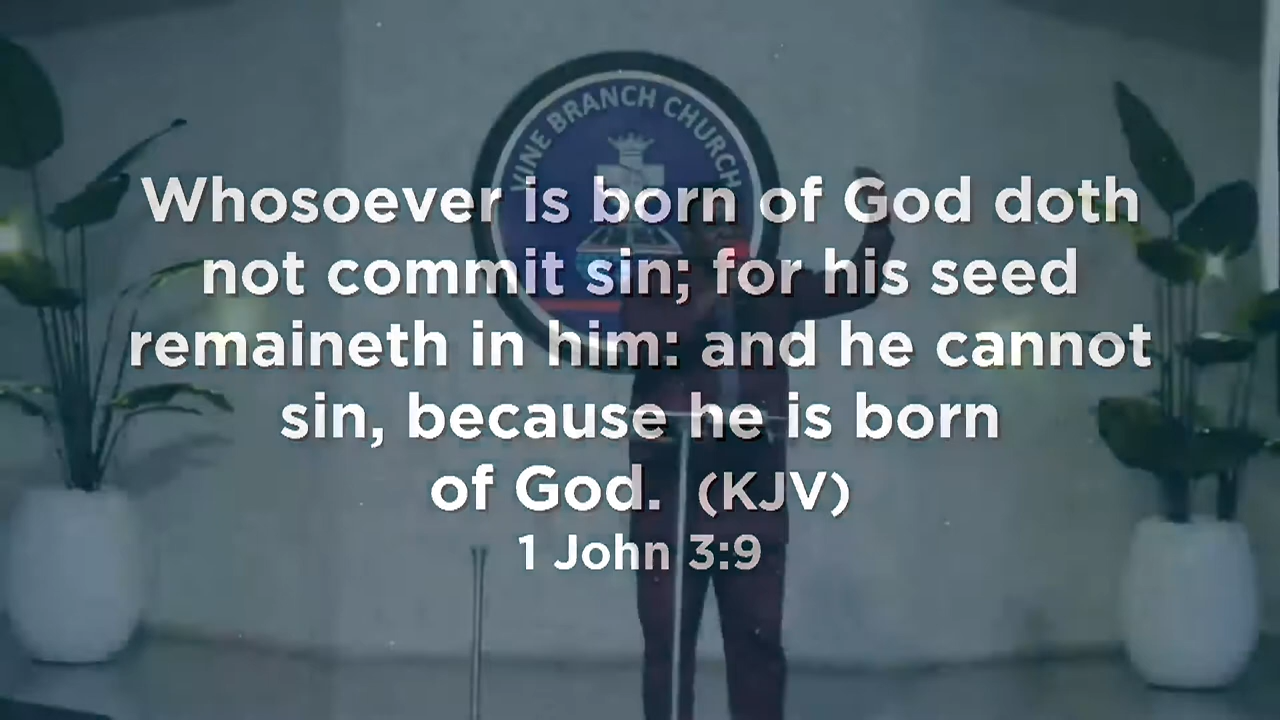 VINE BRANCH CHURCH
Whosoever is born of God doth
not commit sin; for his seed
remaineth in him: and he cannot
sin, because he is born
of God. (KJV)
1 John 3:9